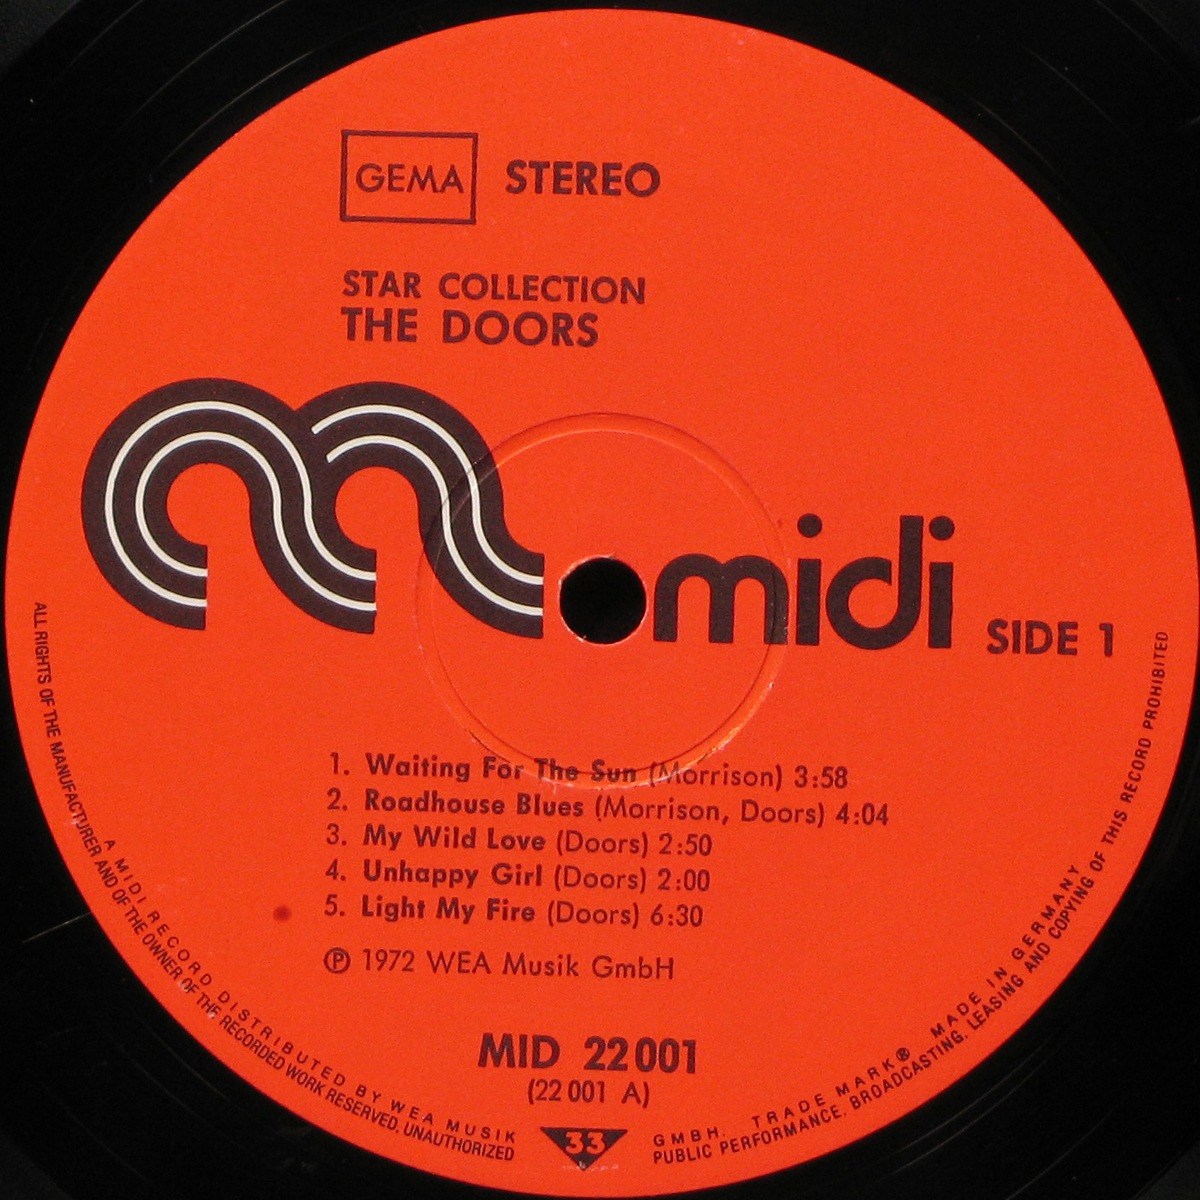 GEMA STEREO
STAR COLLECTION
THE DOORS
midi SIDE 1
1. Waiting For The Sun (Morrison) 3:58
2. Roadhouse Blues (Morrison, Doors) 4:04
3. My Wild Love (Doors) 2:50
4. Unhappy Girl (Doors) 2:00
5. Light My Fire (Doors) 6:30
℗ 1972 WEA Musik GmbH
MID 22 001
(22 001 A)
33
A MIDI RECORD DISTRIBUTED BY WEA MUSIK GMBH. TRADE MARK® MADE IN GERMANY
ALL RIGHTS OF THE MANUFACTURER AND OF THE OWNER OF THE RECORDED WORK RESERVED. UNAUTHORIZED PUBLIC PERFORMANCE. BROADCASTING. LEASING AND COPYING OF THIS RECORD PROHIBITED